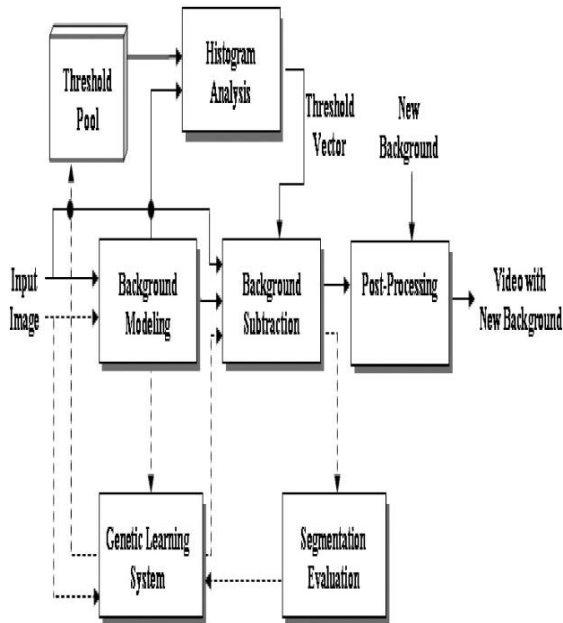 Threshold
Pool
Histogram
Analysis
Threshold
Vector
New
Background
Input
Image
Background
Modeling
Background
Subtraction
Post-Processing
Video with
New Background
Genetic Learning
System
Segmentation
Evaluation